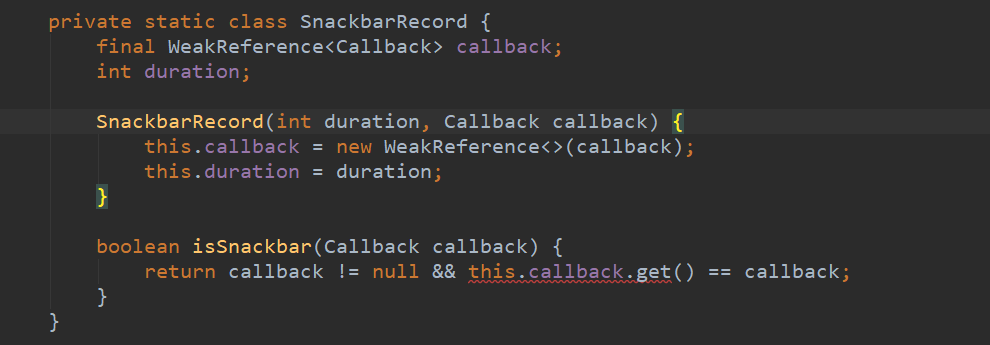 private static class SnackbarRecord {
final WeakReference<Callback> callback;
int duration;
SnackbarRecord(int duration, Callback callback) {
this.callback = new WeakReference<>(callback);
this.duration = duration;
}
boolean isSnackbar(Callback callback) {
return callback != null && this.callback.get() == callback;
}
}